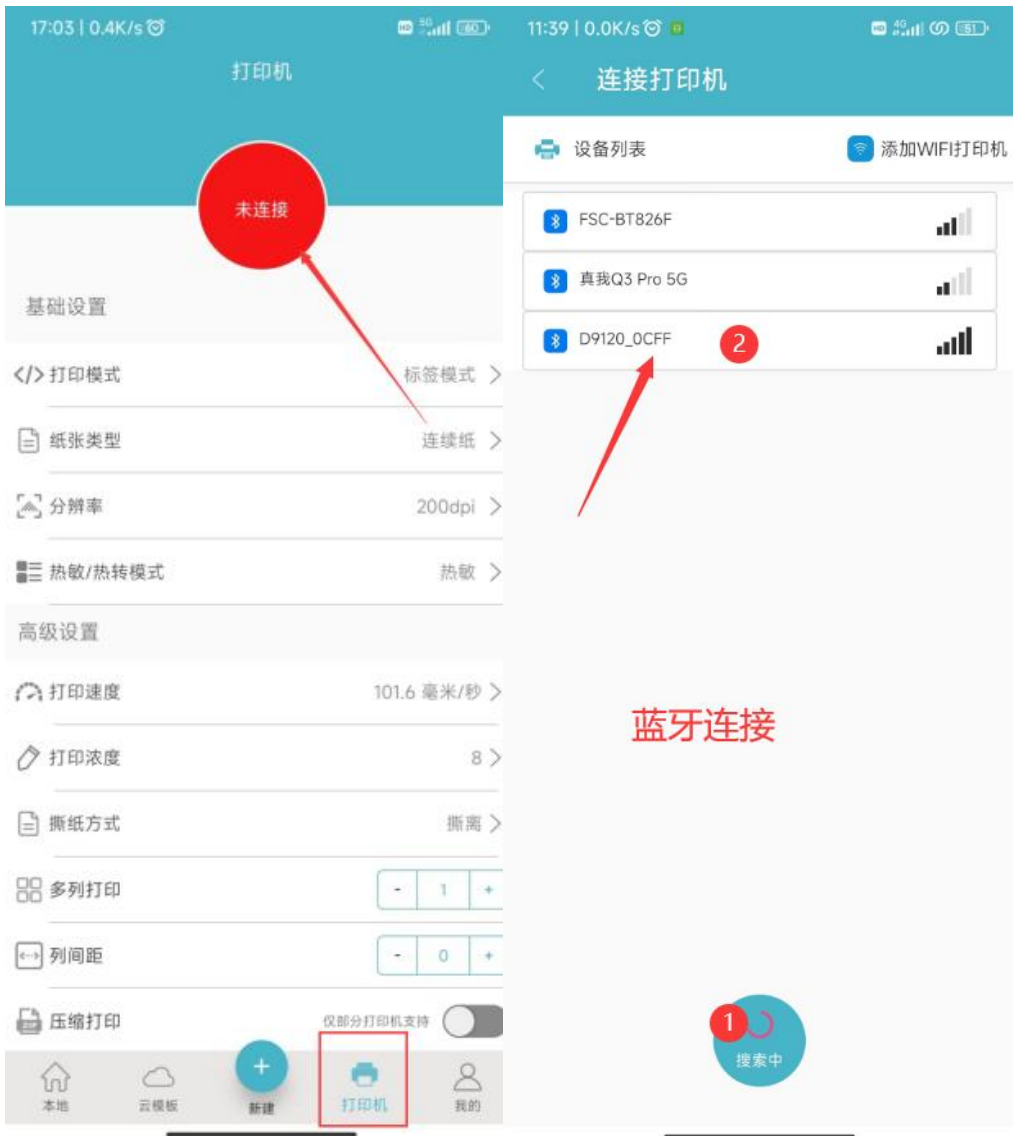 17:03 | 0.4K/s
HD 5G 60
打印机
未连接
基础设置
</>打印模式 标签模式
纸张类型 连续纸
分辨率 200dpi
热敏/热转模式 热敏
高级设置
打印速度 101.6 毫米/秒
打印浓度 8
撕纸方式 撕离
多列打印 - 1 +
列间距 - 0 +
ZIP 压缩打印 仅部分打印机支持
本地 云模板 + 新建 打印机 我的
11:39 | 0.0K/s
HD 4G 51
连接打印机
设备列表 添加WIFI打印机
FSC-BT826F
真我Q3 Pro 5G
D9120_0CFF 2
蓝牙连接
1
搜索中